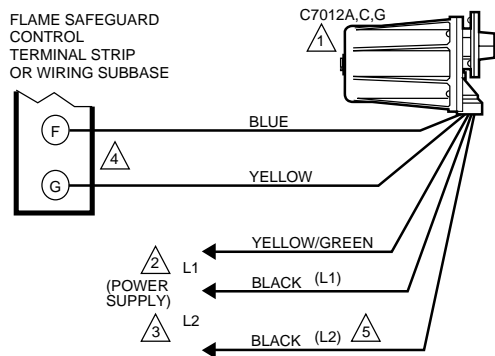 FLAME SAFEGUARD
CONTROL
TERMINAL STRIP
OR WIRING SUBBASE
C7012A,C,G
1
F
BLUE
4
G
YELLOW
YELLOW/GREEN
2 L1
(POWER
SUPPLY)
BLACK (L1)
3 L2
BLACK (L2) 5